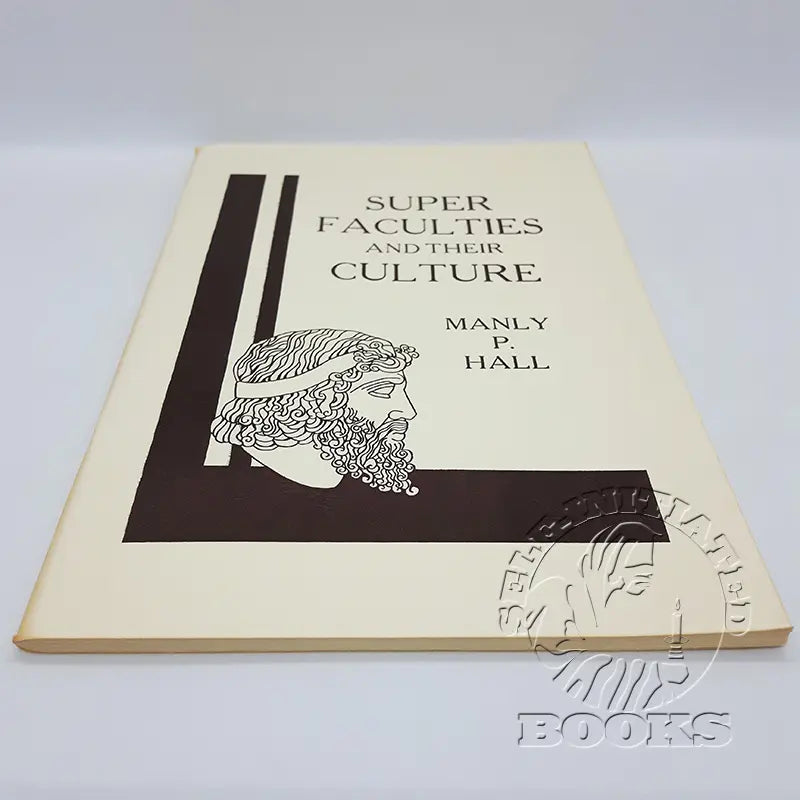 SUPER
FACULTIES
AND THEIR
CULTURE
MANLY
P.
HALL
SELF-INITIATED
BOOKS